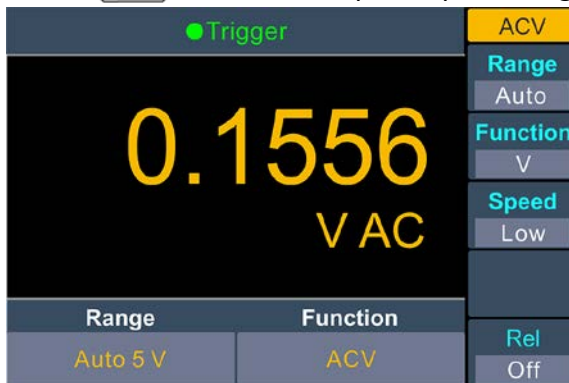 Trigger
0.1556
V AC
Range
Function
Auto 5 V
ACV
ACV
Range
Auto
Function
V
Speed
Low
Rel
Off